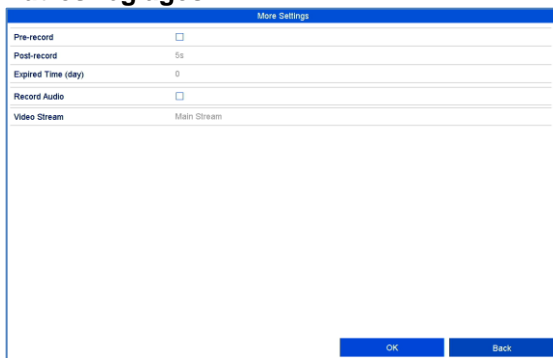 More Settings
Pre-record
Post-record 5s
Expired Time (day) 0
Record Audio
Video Stream Main Stream
OK Back